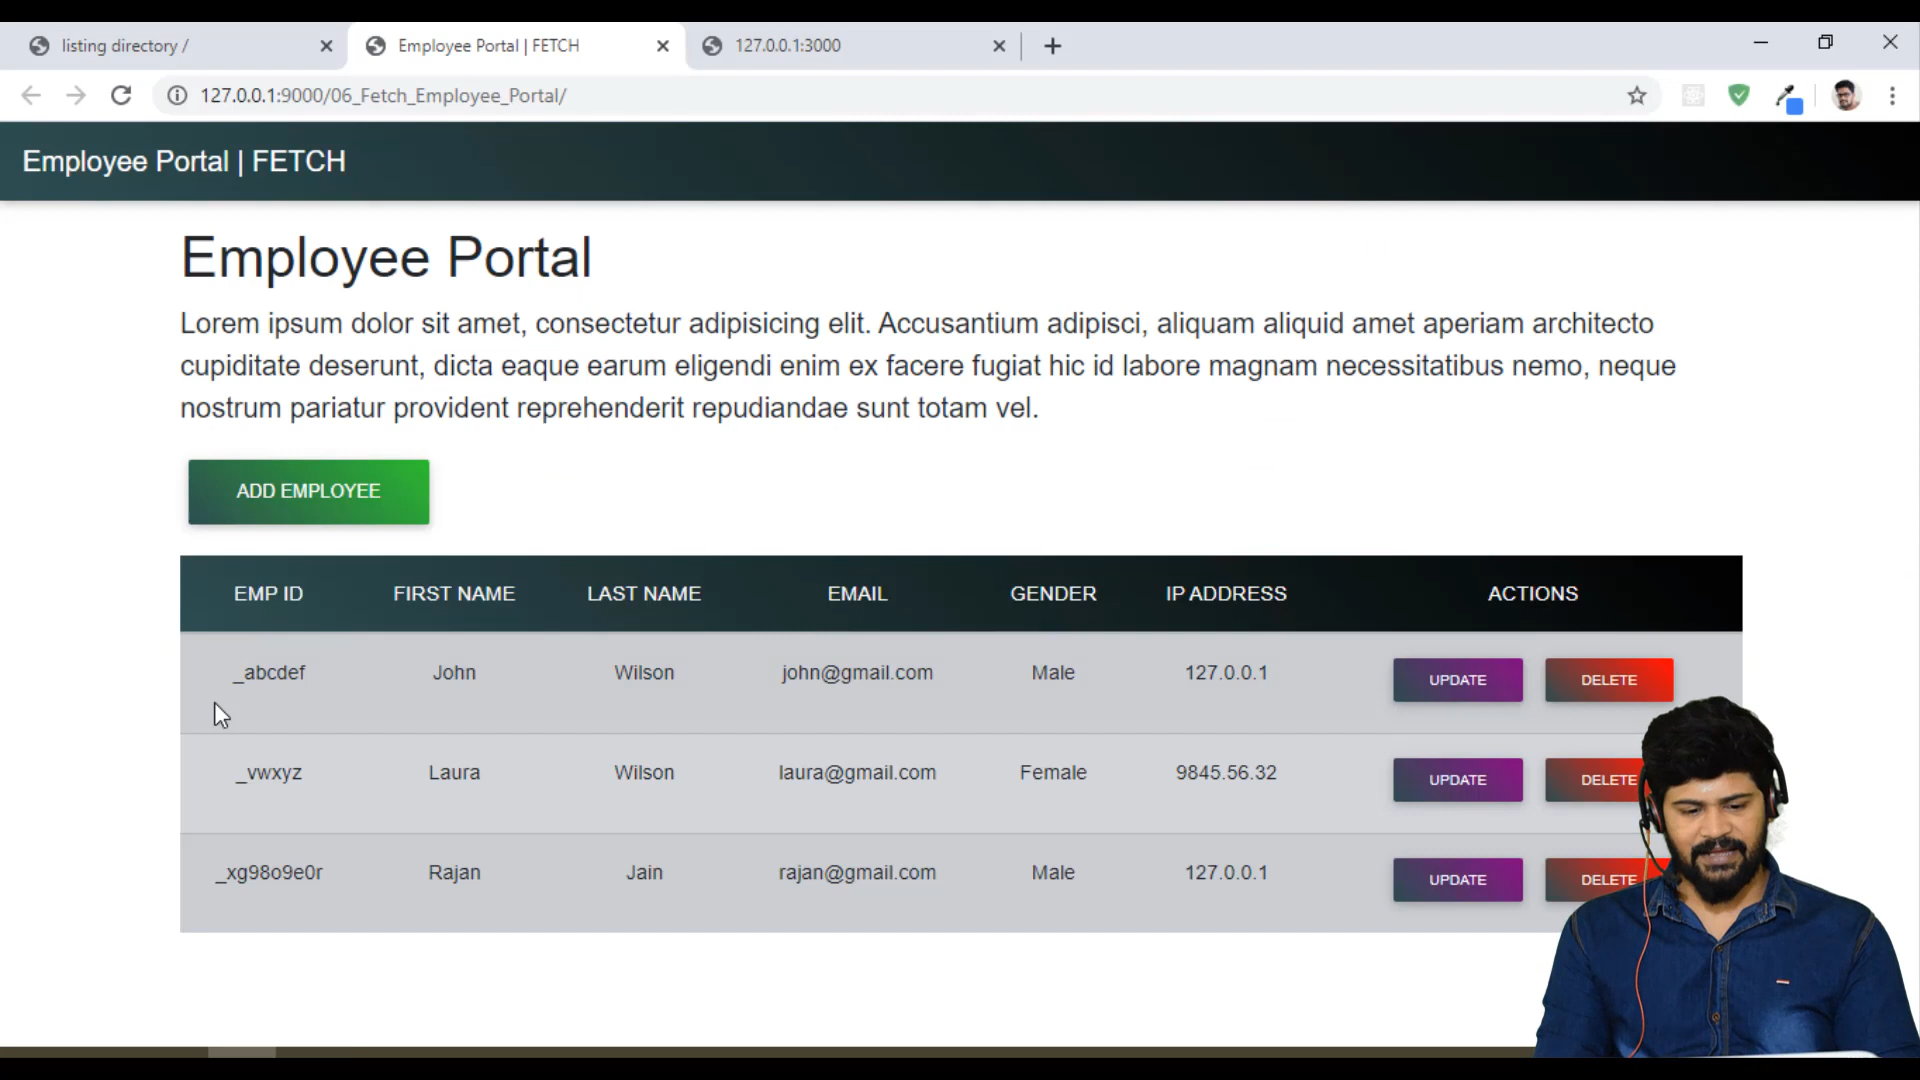 listing directory /
Employee Portal | FETCH
127.0.0.1:3000
127.0.0.1:9000/06_Fetch_Employee_Portal/
Employee Portal | FETCH
Employee Portal
Lorem ipsum dolor sit amet, consectetur adipisicing elit. Accusantium adipisci, aliquam aliquid amet aperiam architecto
cupiditate deserunt, dicta eaque earum eligendi enim ex facere fugiat hic id labore magnam necessitatibus nemo, neque
nostrum pariatur provident reprehenderit repudiandae sunt totam vel.
ADD EMPLOYEE
EMP ID FIRST NAME LAST NAME EMAIL GENDER IP ADDRESS ACTIONS
_abcdef John Wilson john@gmail.com Male 127.0.0.1 UPDATE DELETE
_vwxyz Laura Wilson laura@gmail.com Female 9845.56.32 UPDATE DELETE
_xg98o9e0r Rajan Jain rajan@gmail.com Male 127.0.0.1 UPDATE DELETE